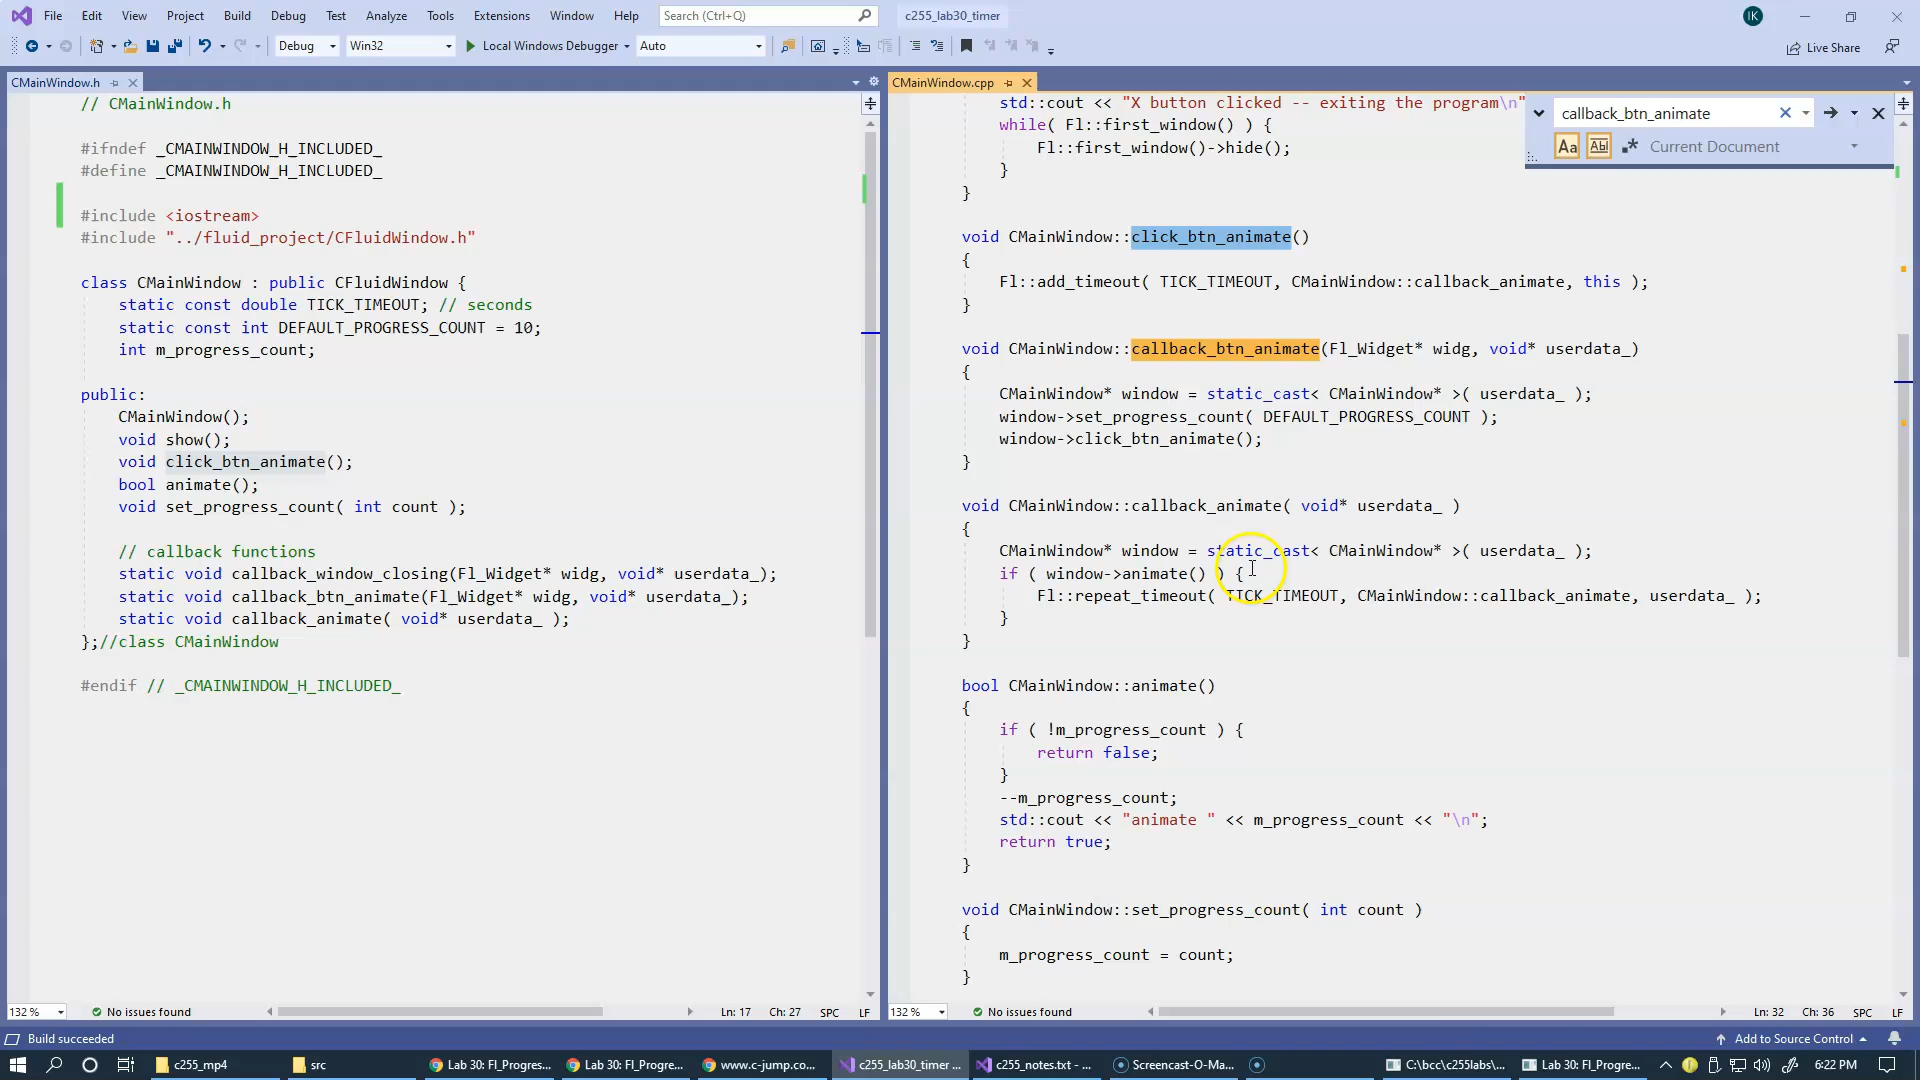 File Edit View Project Build Debug Test Analyze Tools Extensions Window Help Search (Ctrl+Q) c255_lab30_timer IK
Debug Win32 Local Windows Debugger Auto Live Share
CMainWindow.h
// CMainWindow.h
#ifndef _CMAINWINDOW_H_INCLUDED_
#define _CMAINWINDOW_H_INCLUDED_
#include <iostream>
#include "../fluid_project/CFluidWindow.h"
class CMainWindow : public CFluidWindow {
static const double TICK_TIMEOUT; // seconds
static const int DEFAULT_PROGRESS_COUNT = 10;
int m_progress_count;
public:
CMainWindow();
void show();
void click_btn_animate();
bool animate();
void set_progress_count( int count );
// callback functions
static void callback_window_closing(Fl_Widget* widg, void* userdata_);
static void callback_btn_animate(Fl_Widget* widg, void* userdata_);
static void callback_animate( void* userdata_ );
};//class CMainWindow
#endif // _CMAINWINDOW_H_INCLUDED_
132 % No issues found Ln: 17 Ch: 27 SPC LF
CMainWindow.cpp
std::cout << "X button clicked -- exiting the program\n"
while( Fl::first_window() ) {
Fl::first_window()->hide();
}
}
void CMainWindow::click_btn_animate()
{
Fl::add_timeout( TICK_TIMEOUT, CMainWindow::callback_animate, this );
}
void CMainWindow::callback_btn_animate(Fl_Widget* widg, void* userdata_)
{
CMainWindow* window = static_cast< CMainWindow* >( userdata_ );
window->set_progress_count( DEFAULT_PROGRESS_COUNT );
window->click_btn_animate();
}
void CMainWindow::callback_animate( void* userdata_ )
{
CMainWindow* window = static_cast< CMainWindow* >( userdata_ );
if ( window->animate() ) {
Fl::repeat_timeout( TICK_TIMEOUT, CMainWindow::callback_animate, userdata_ );
}
}
bool CMainWindow::animate()
{
if ( !m_progress_count ) {
return false;
}
--m_progress_count;
std::cout << "animate " << m_progress_count << "\n";
return true;
}
void CMainWindow::set_progress_count( int count )
{
m_progress_count = count;
}
132 % No issues found Ln: 32 Ch: 36 SPC LF
callback_btn_animate
Aa Abl Current Document
Build succeeded Add to Source Control
c255_mp4 src Lab 30: Fl_Progres... Lab 30: Fl_Progre... www.c-jump.co... c255_lab30_timer ... c255_notes.txt - ... Screencast-O-Ma... C:\bcc\c255labs\... Lab 30: Fl_Progre... 6:22 PM